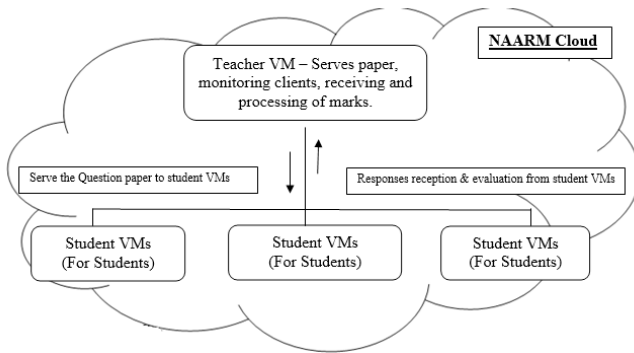 NAARM Cloud
Teacher VM – Serves paper,
monitoring clients, receiving and
processing of marks.
Serve the Question paper to student VMs
Responses reception & evaluation from student VMs
Student VMs
(For Students)
Student VMs
(For Students)
Student VMs
(For Students)